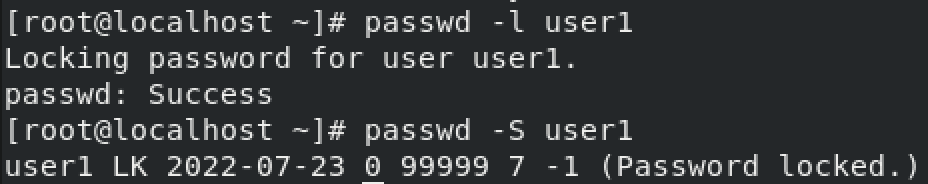 [root@localhost ~]# passwd -l user1
Locking password for user user1.
passwd: Success
[root@localhost ~]# passwd -S user1
user1 LK 2022-07-23 0 99999 7 -1 (Password locked.)